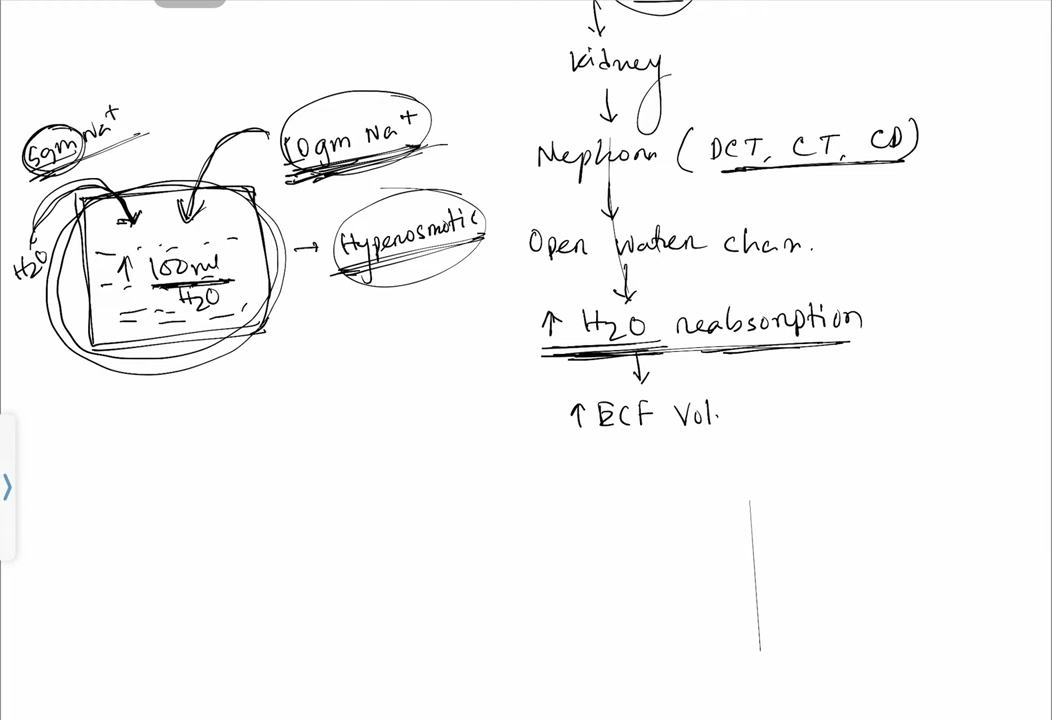 5gm Na+
10gm Na+
H2O
↑ 100ml
H2O
→ Hyperosmotic
Kidney
Nephron (DCT, CT, CD)
Open water chan.
↑ H2O reabsorption
↑ ECF Vol.